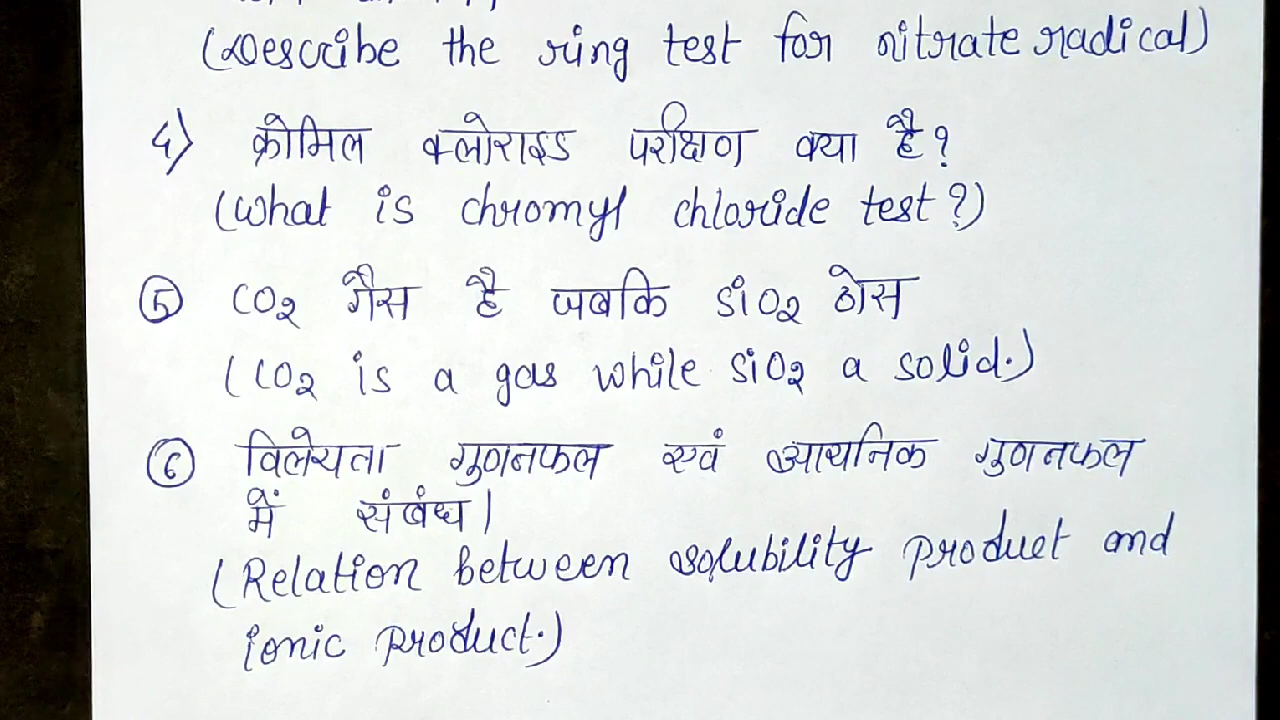 (Describe the ring test for nitrate radical)
4) क्रोमिल क्लोराइड परीक्षण क्या है?
(What is chromyl chloride test?)
⑤ CO₂ गैस है जबकि SiO₂ ठोस
(CO₂ is a gas while SiO₂ a solid.)
⑥ विलेयता गुणनफल एवं आयनिक गुणनफल
में संबंध।
(Relation between solubility product and
ionic product.)